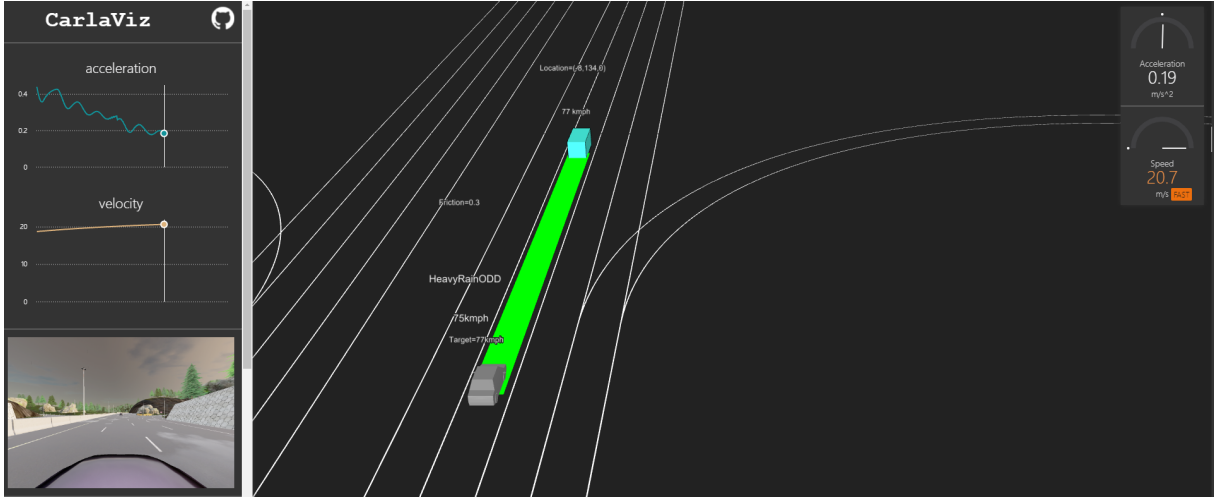 CarlaViz
acceleration
0.4
0.2
0
velocity
20
10
0
Location=(-8,134,0)
77 kmph
Friction=0.3
HeavyRainODD
75kmph
Target=77kmph
Acceleration
0.19
m/s^2
Speed
20.7
m/s FAST